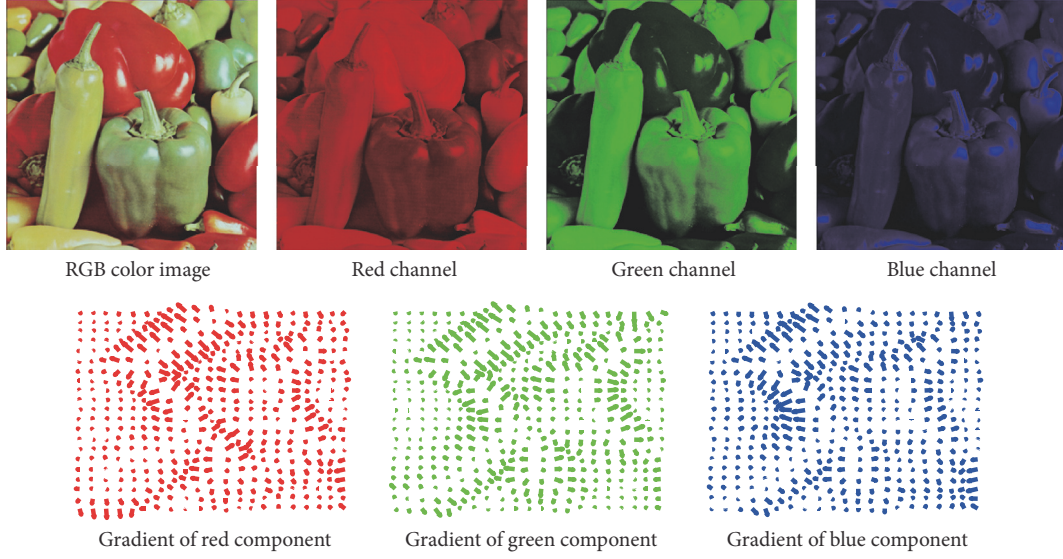 RGB color image
Red channel
Green channel
Blue channel
Gradient of red component
Gradient of green component
Gradient of blue component